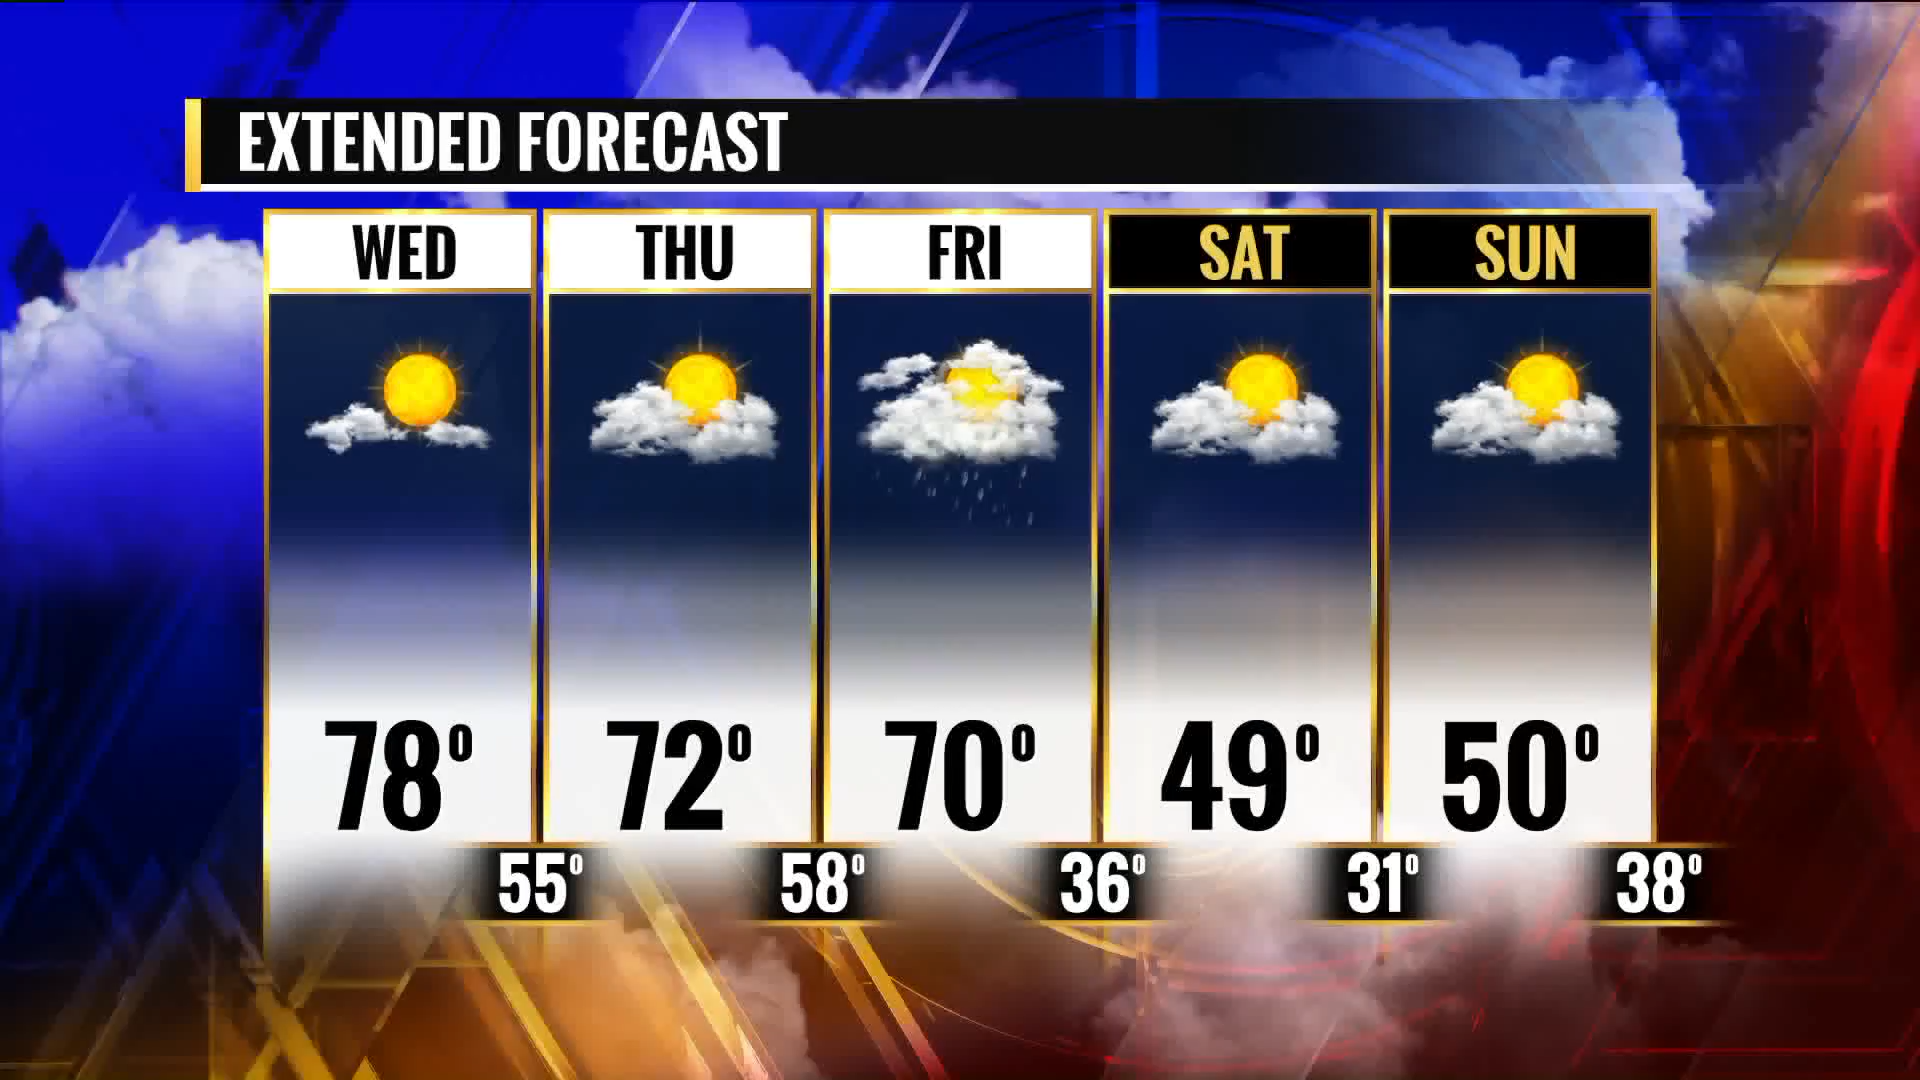 EXTENDED FORECAST
WED THU FRI SAT SUN
78° 72° 70° 49° 50°
55° 58° 36° 31° 38°